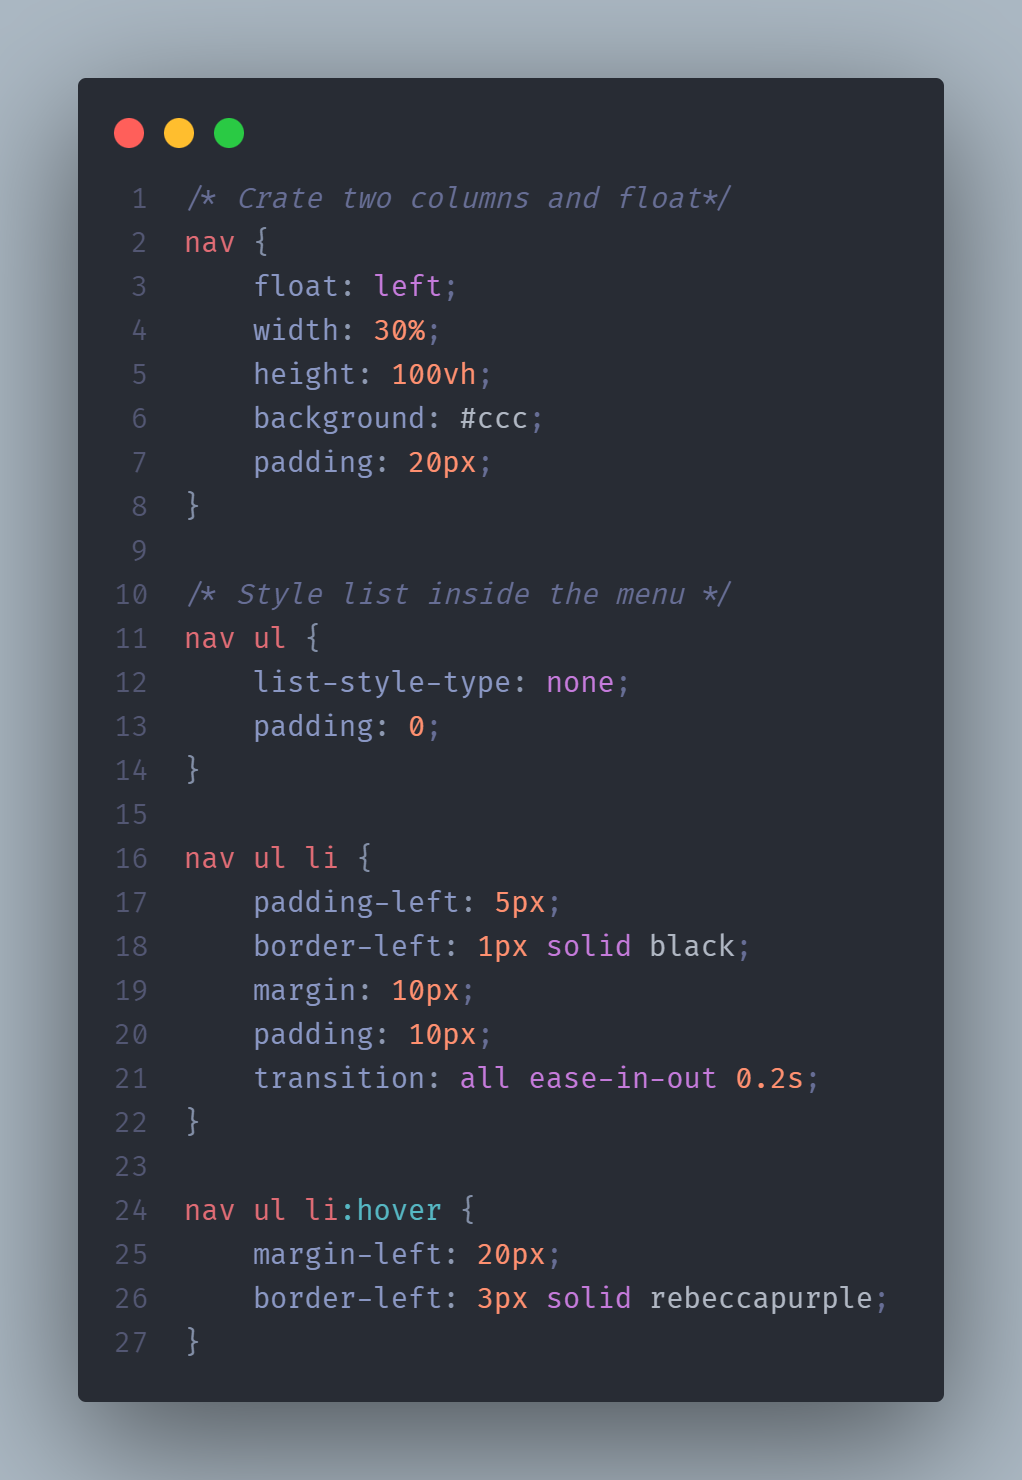 1 /* Crate two columns and float*/
2 nav {
3     float: left;
4     width: 30%;
5     height: 100vh;
6     background: #ccc;
7     padding: 20px;
8 }
9
10 /* Style list inside the menu */
11 nav ul {
12     list-style-type: none;
13     padding: 0;
14 }
15
16 nav ul li {
17     padding-left: 5px;
18     border-left: 1px solid black;
19     margin: 10px;
20     padding: 10px;
21     transition: all ease-in-out 0.2s;
22 }
23
24 nav ul li:hover {
25     margin-left: 20px;
26     border-left: 3px solid rebeccapurple;
27 }